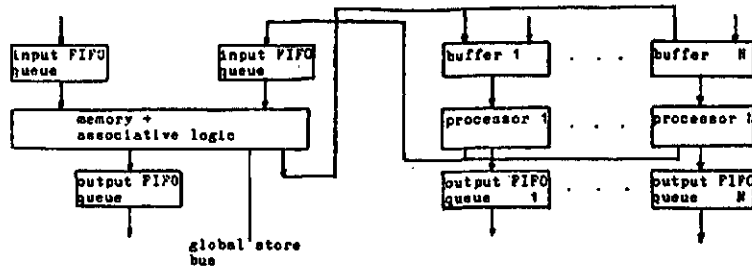 input FIFO
queue
input FIFO
queue
buffer 1
. . .
buffer N
memory +
associative logic
processor 1
. . .
processor
output FIFO
queue
output FIFO
queue 1
. . .
output FIFO
queue N
global store
bus